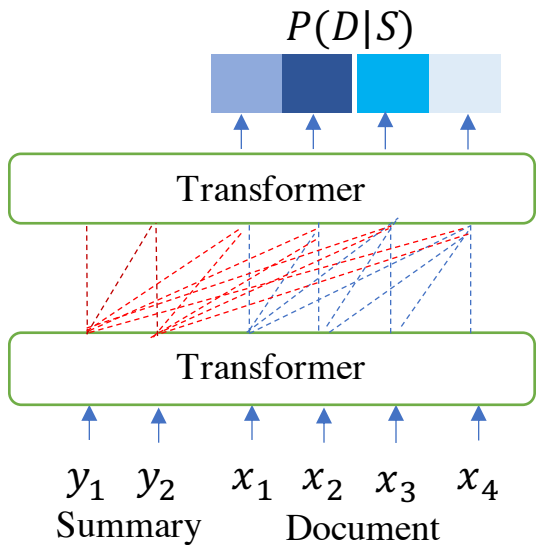 P(D|S)
Transformer
Transformer
y₁ y₂ x₁ x₂ x₃ x₄
Summary Document